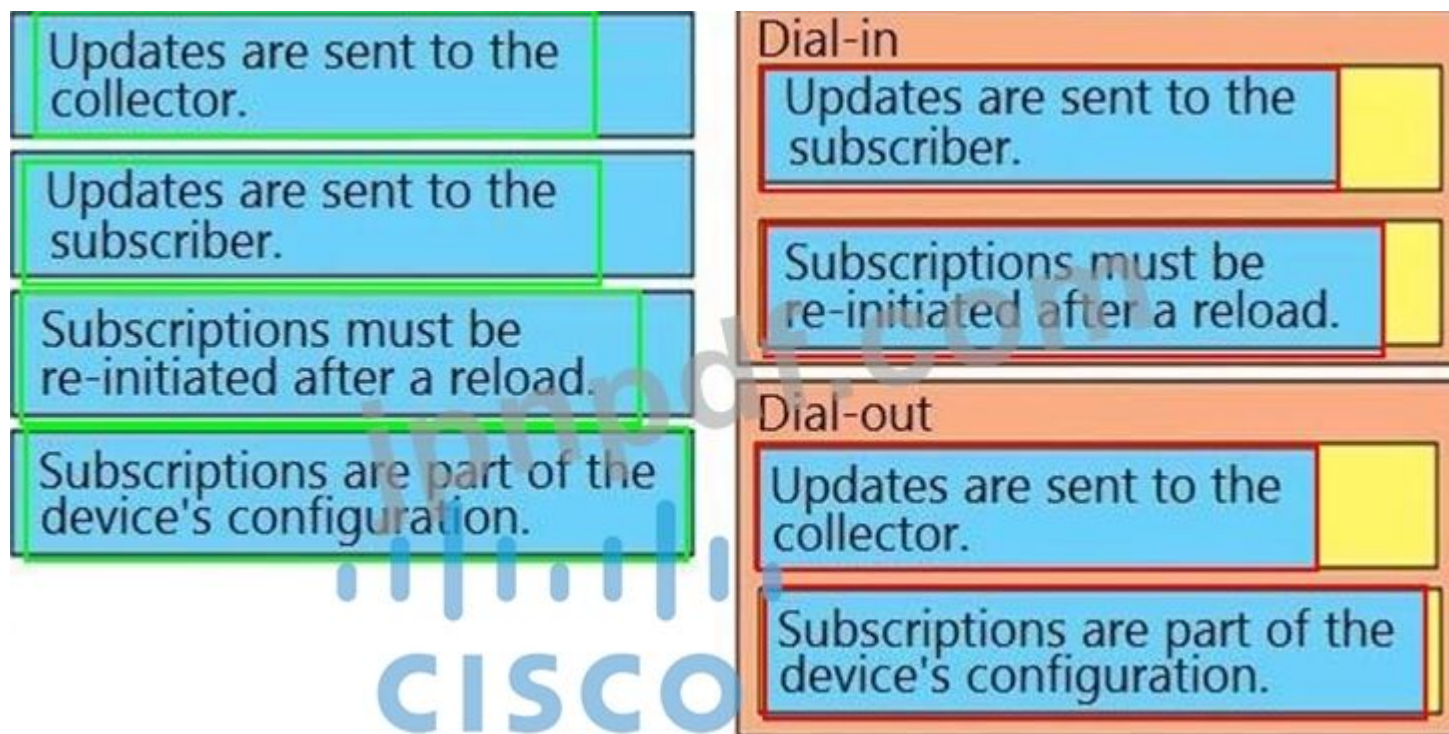 Updates are sent to the
collector.
Updates are sent to the
subscriber.
Subscriptions must be
re-initiated after a reload.
Subscriptions are part of the
device's configuration.
Dial-in
Updates are sent to the
subscriber.
Subscriptions must be
re-initiated after a reload.
Dial-out
Updates are sent to the
collector.
Subscriptions are part of the
device's configuration.
jpnpdf.com
CISCO